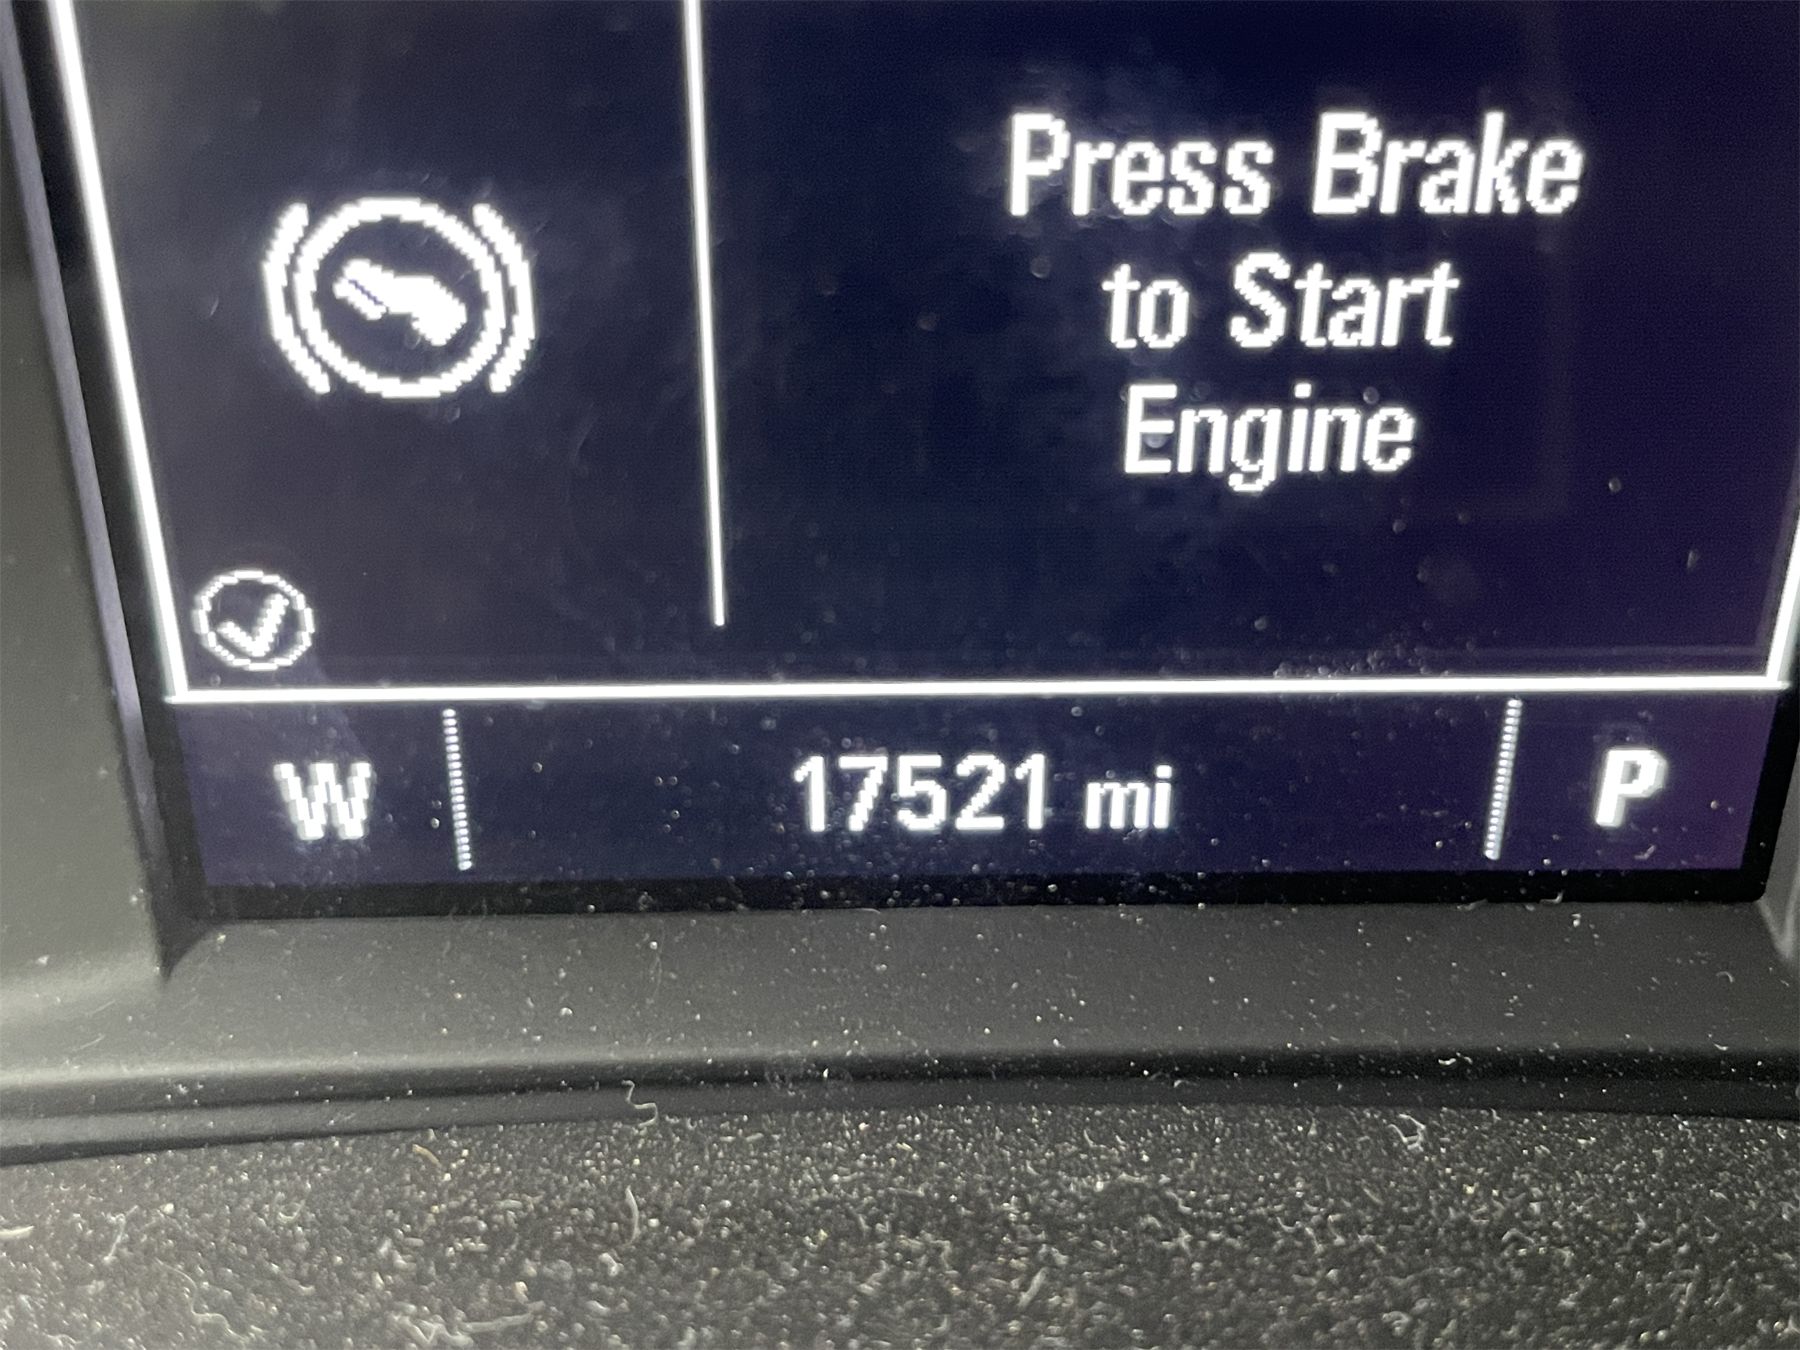 Press Brake
to Start
Engine
W 17521 mi P